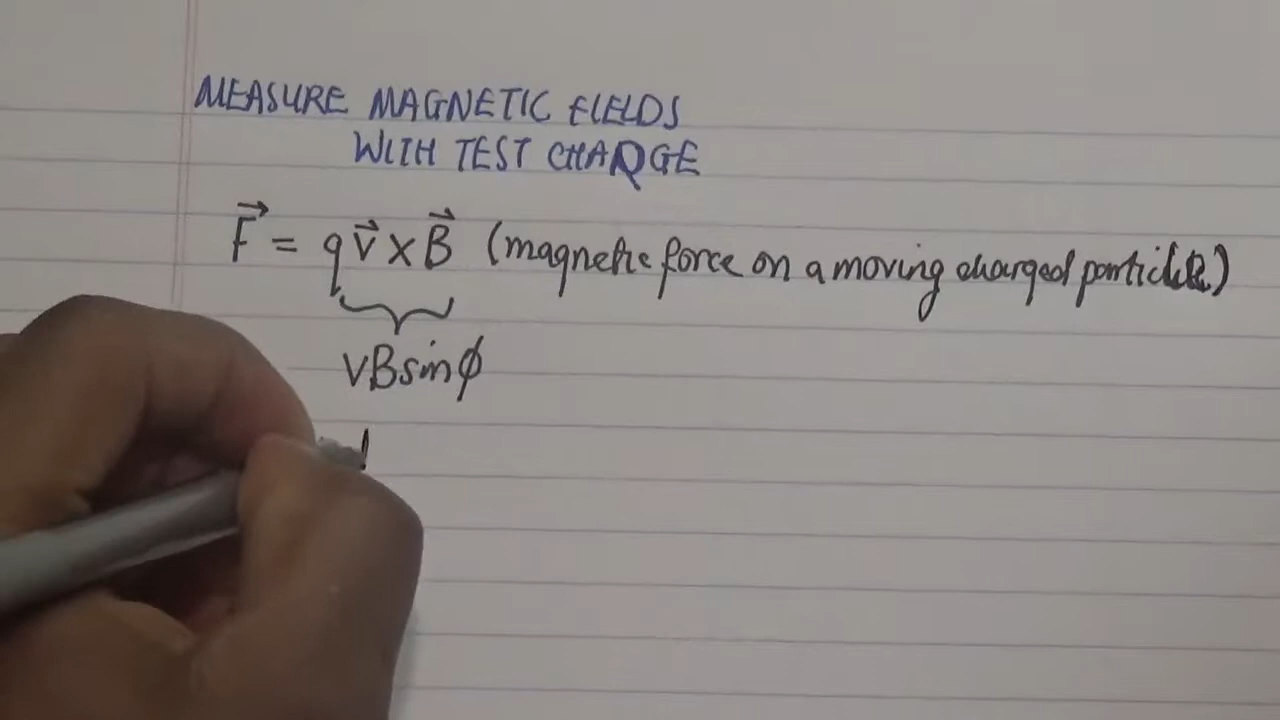 MEASURE MAGNETIC FIELDS
WITH TEST CHARGE
F⃗ = qv⃗ × B⃗ (magnetic force on a moving charged particle)
vBsinϕ